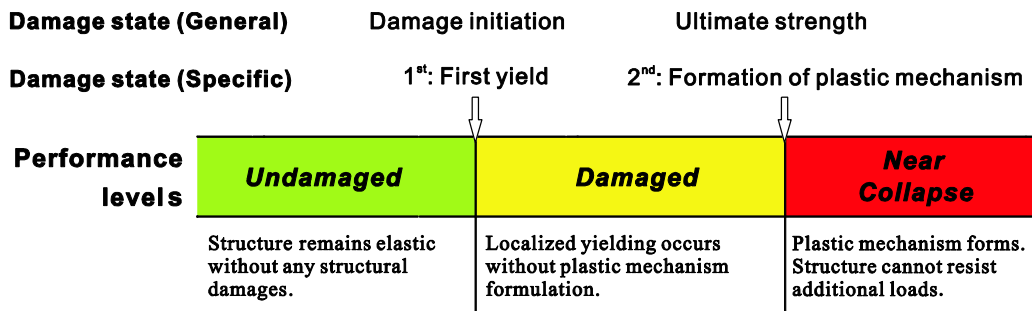 Damage state (General) Damage initiation Ultimate strength
Damage state (Specific) 1st: First yield 2nd: Formation of plastic mechanism
Performance levels
Undamaged
Damaged
Near
Collapse
Structure remains elastic
without any structural
damages.
Localized yielding occurs
without plastic mechanism
formulation.
Plastic mechanism forms.
Structure cannot resist
additional loads.